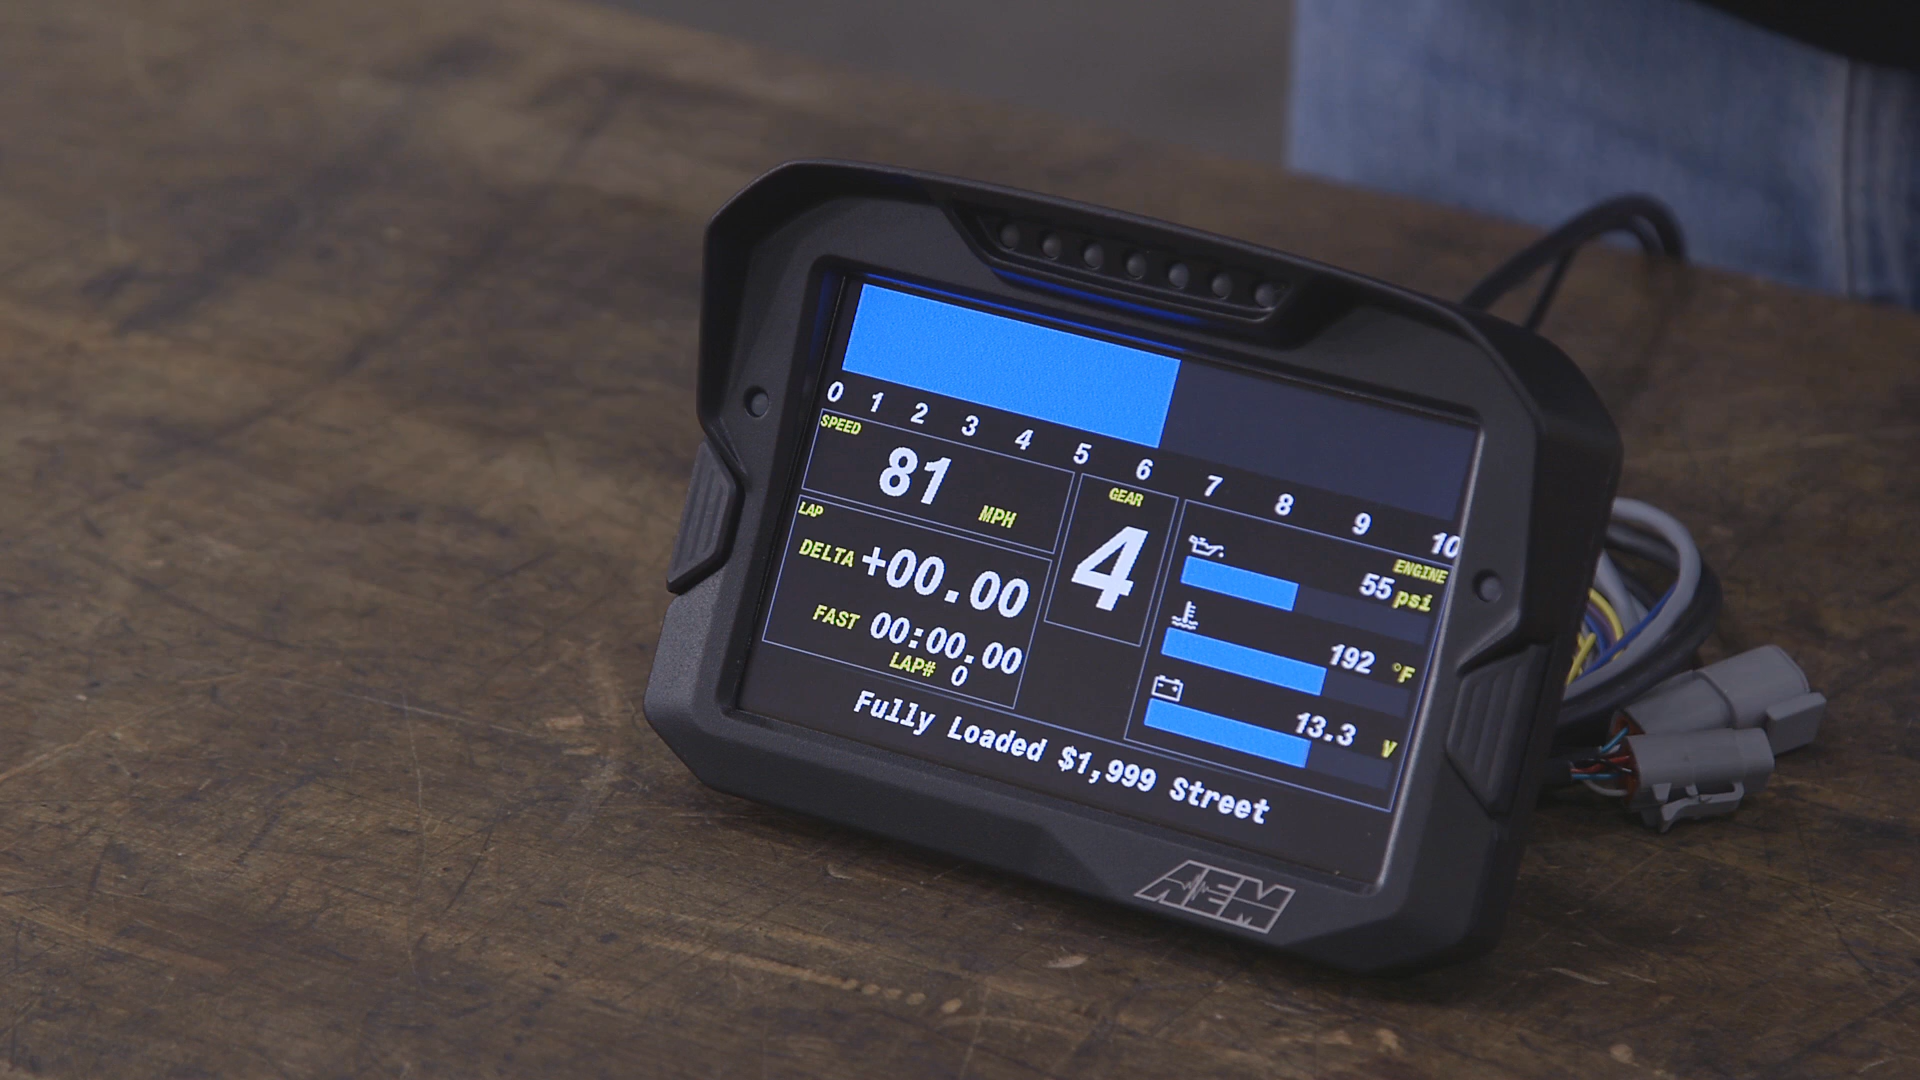 0 1 2 3 4 5 6 7 8 9 10
SPEED
81 MPH
GEAR
4
LAP
DELTA +00.00
FAST 00:00.00
LAP# 0
ENGINE
55 psi
192 °F
13.3 V
Fully Loaded $1,999 Street
AEM